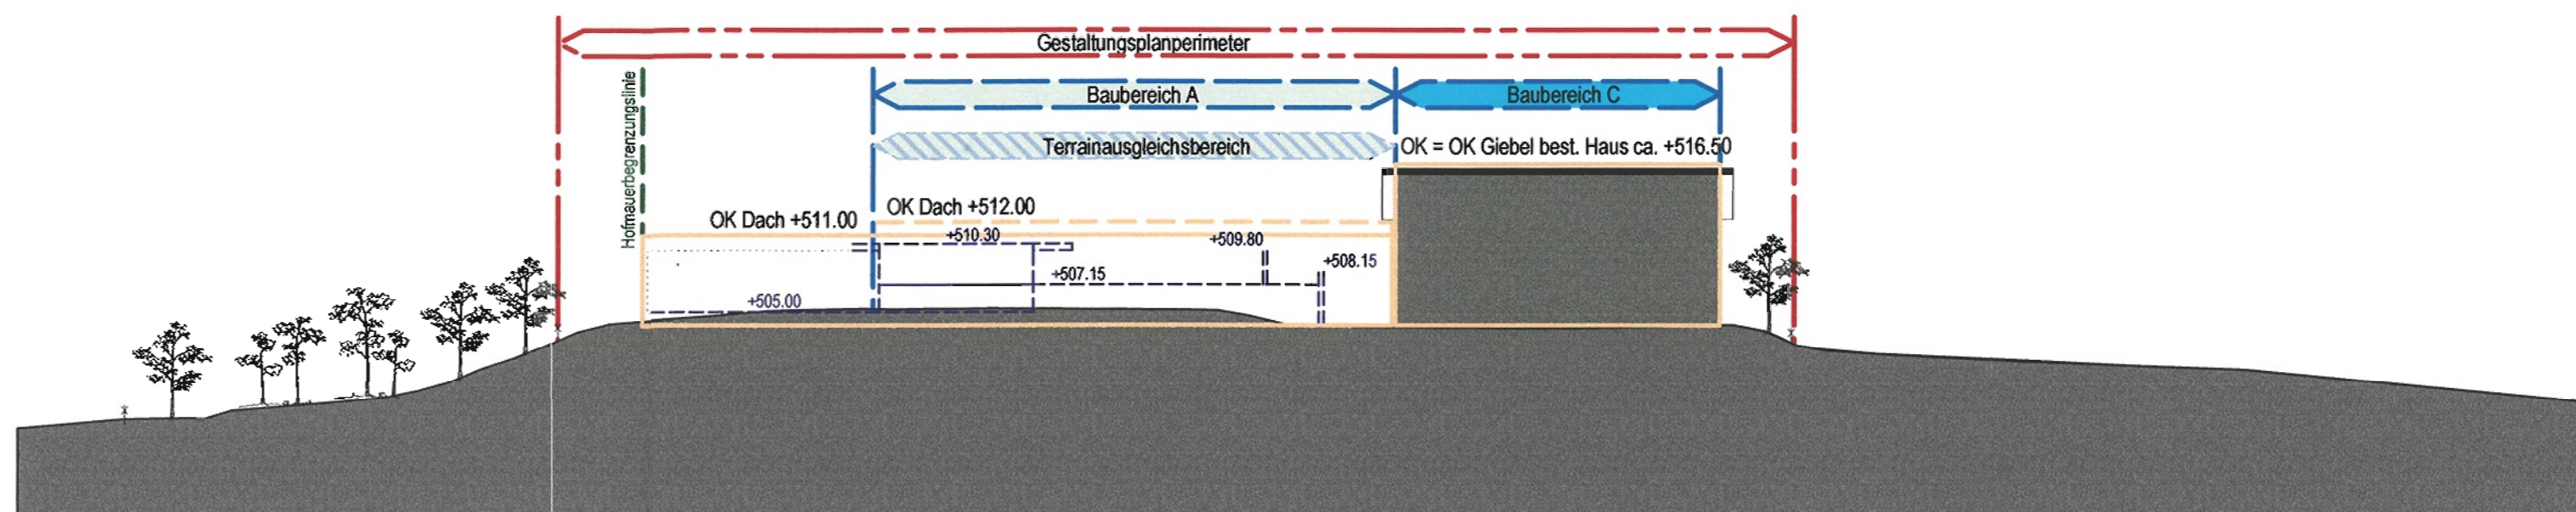 Gestaltungsplanperimeter
Hofmauerbegrenzungslinie
Baubereich A
Baubereich C
Terrainausgleichsbereich
OK = OK Giebel best. Haus ca. +516.50
OK Dach +511.00
OK Dach +512.00
+510.30
+509.80
+508.15
+507.15
+505.00